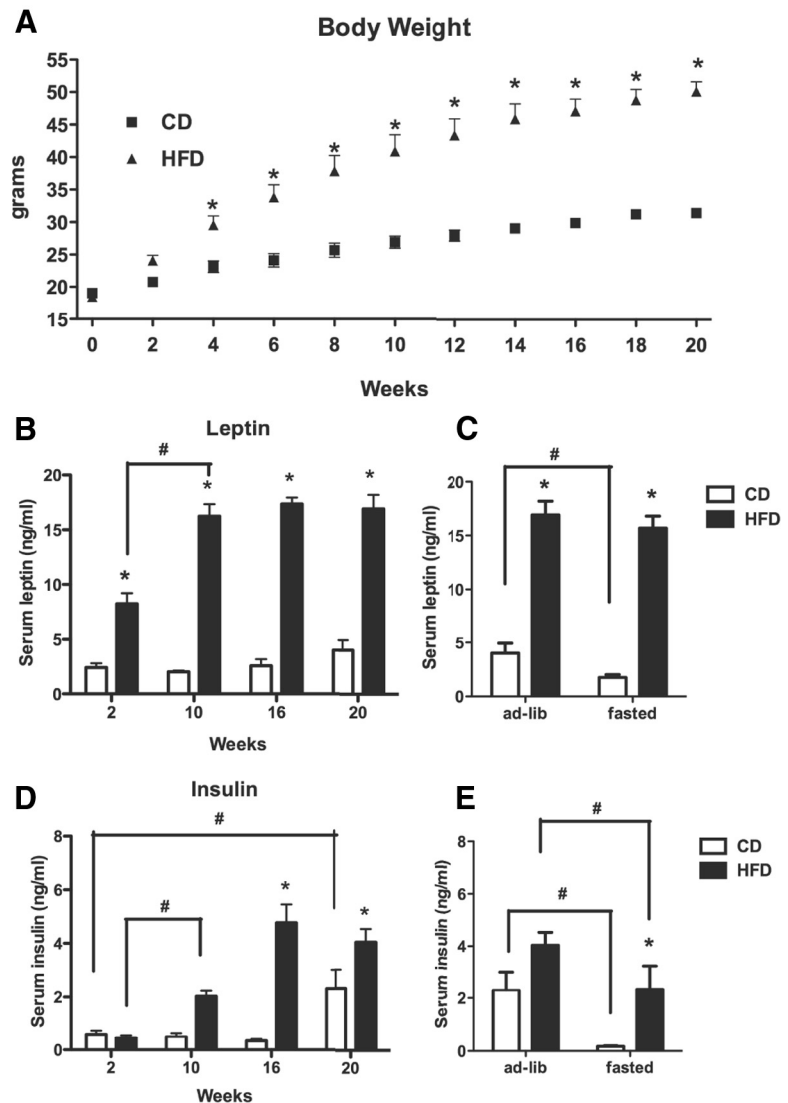 A
Body Weight
55
50
45
40
35
30
25
20
15
grams
CD
HFD
*
*
*
*
*
*
*
*
*
0 2 4 6 8 10 12 14 16 18 20
Weeks
B
Leptin
#
20
15
10
5
0
Serum leptin (ng/ml)
*
*
*
*
2 10 16 20
Weeks
C
#
20
15
10
5
0
Serum leptin (ng/ml)
*
*
ad-lib fasted
CD
HFD
D
Insulin
#
#
8
6
4
2
0
Serum insulin (ng/ml)
*
*
2 10 16 20
Weeks
E
#
#
8
6
4
2
0
Serum insulin (ng/ml)
*
ad-lib fasted
CD
HFD